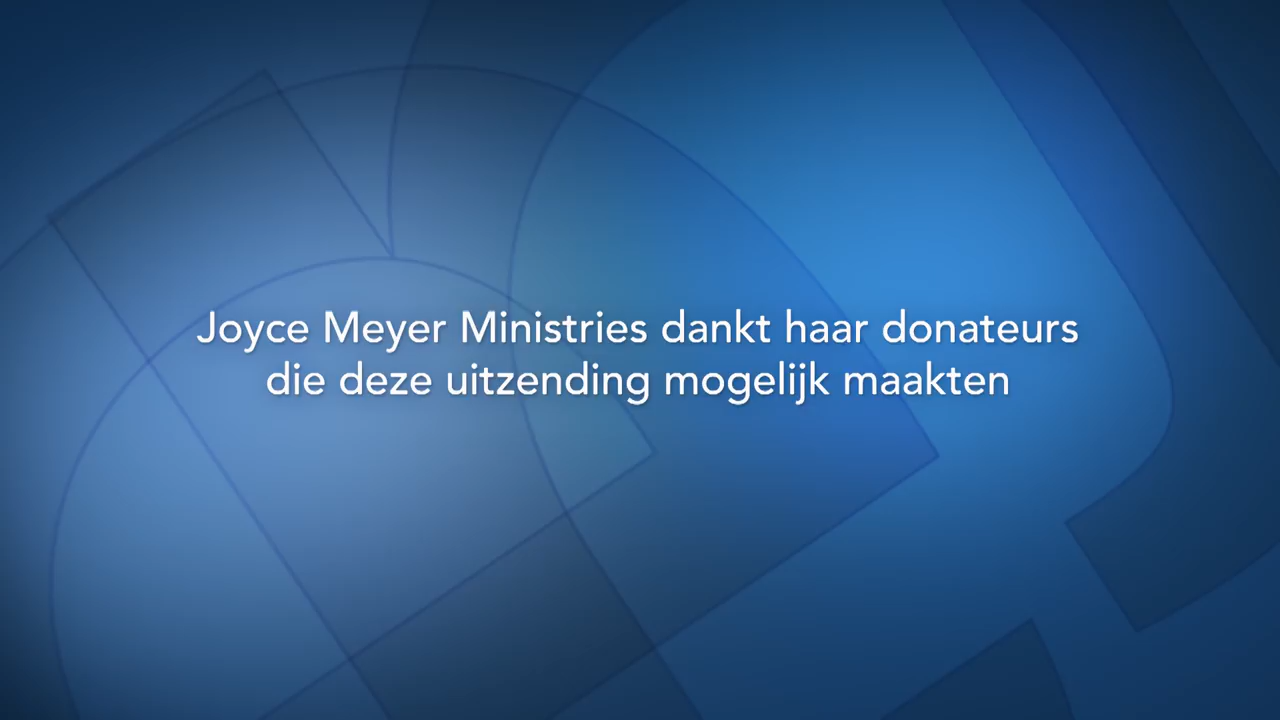 Joyce Meyer Ministries dankt haar donateurs
die deze uitzending mogelijk maakten